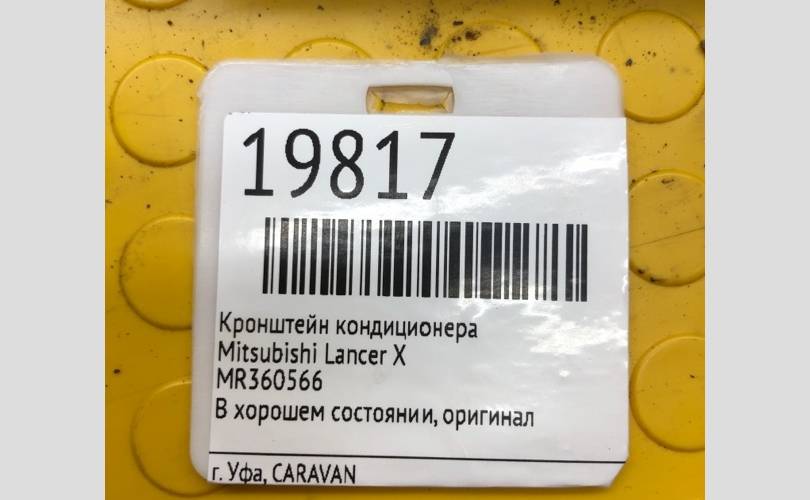 19817
Кронштейн кондиционера
Mitsubishi Lancer X
MR360566
В хорошем состоянии, оригинал
г. Уфа, CARAVAN